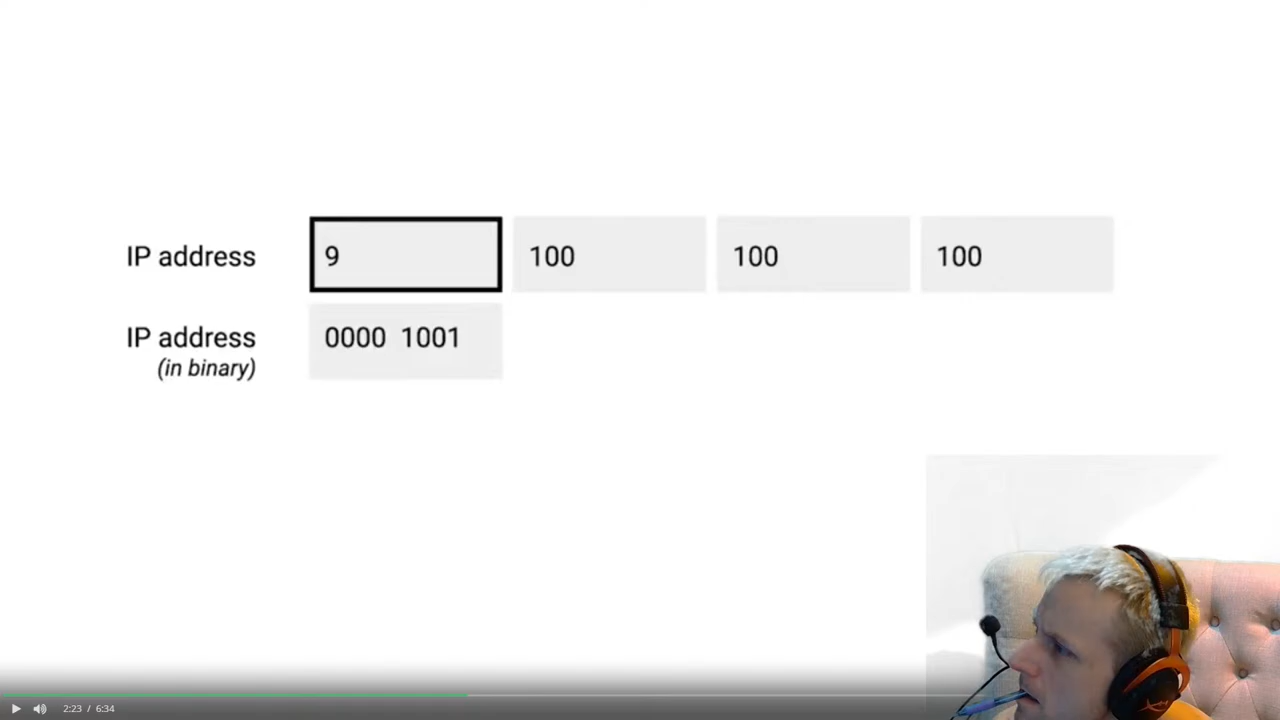 IP address 9 100 100 100
IP address 0000 1001
(in binary)
2:23 / 6:34